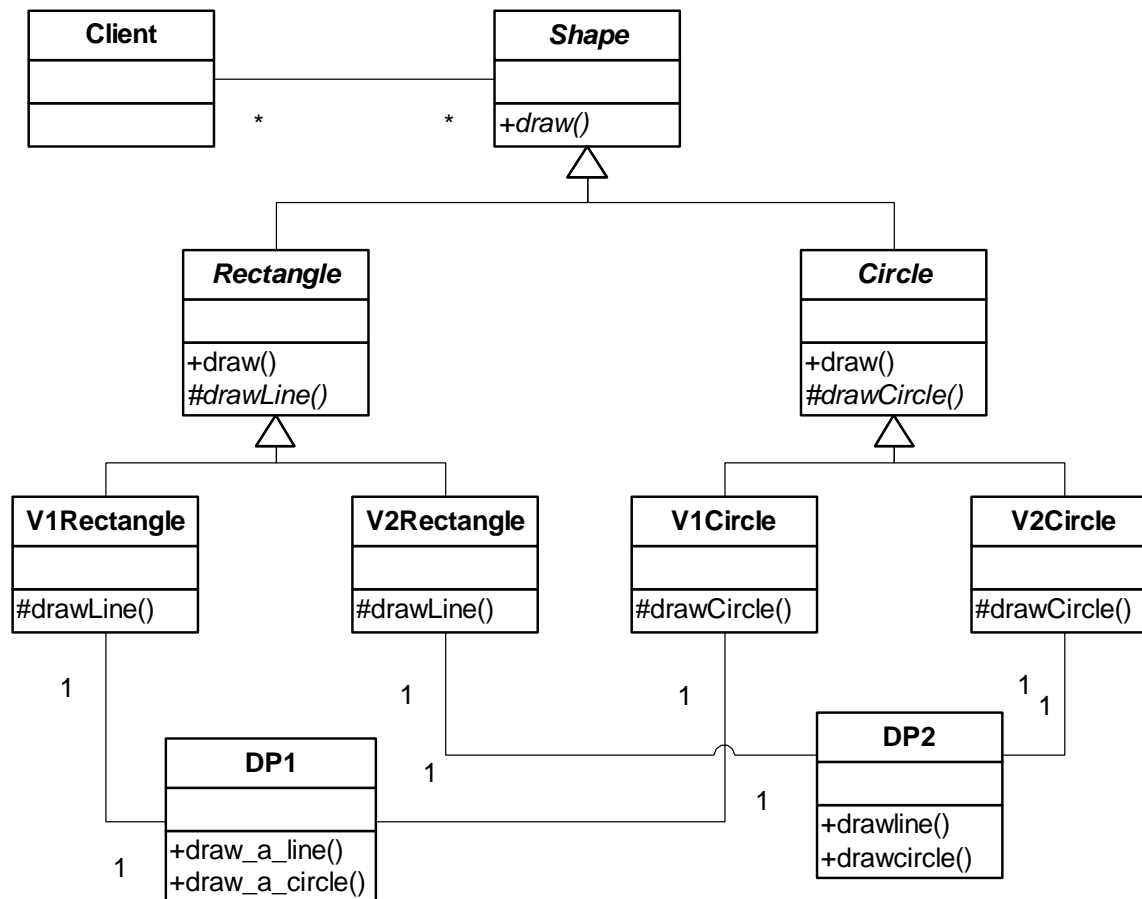 Client
Shape
+draw()
*
*
Rectangle
+draw()
#drawLine()
Circle
+draw()
#drawCircle()
V1Rectangle
#drawLine()
V2Rectangle
#drawLine()
V1Circle
#drawCircle()
V2Circle
#drawCircle()
1
1
1
1
1
DP1
+draw_a_line()
+draw_a_circle()
1
1
1
DP2
+drawline()
+drawcircle()